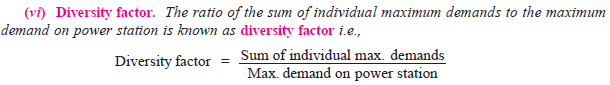 (vi) Diversity factor. The ratio of the sum of individual maximum demands to the maximum
demand on power station is known as diversity factor i.e.,
Diversity factor = Sum of individual max. demands
Max. demand on power station